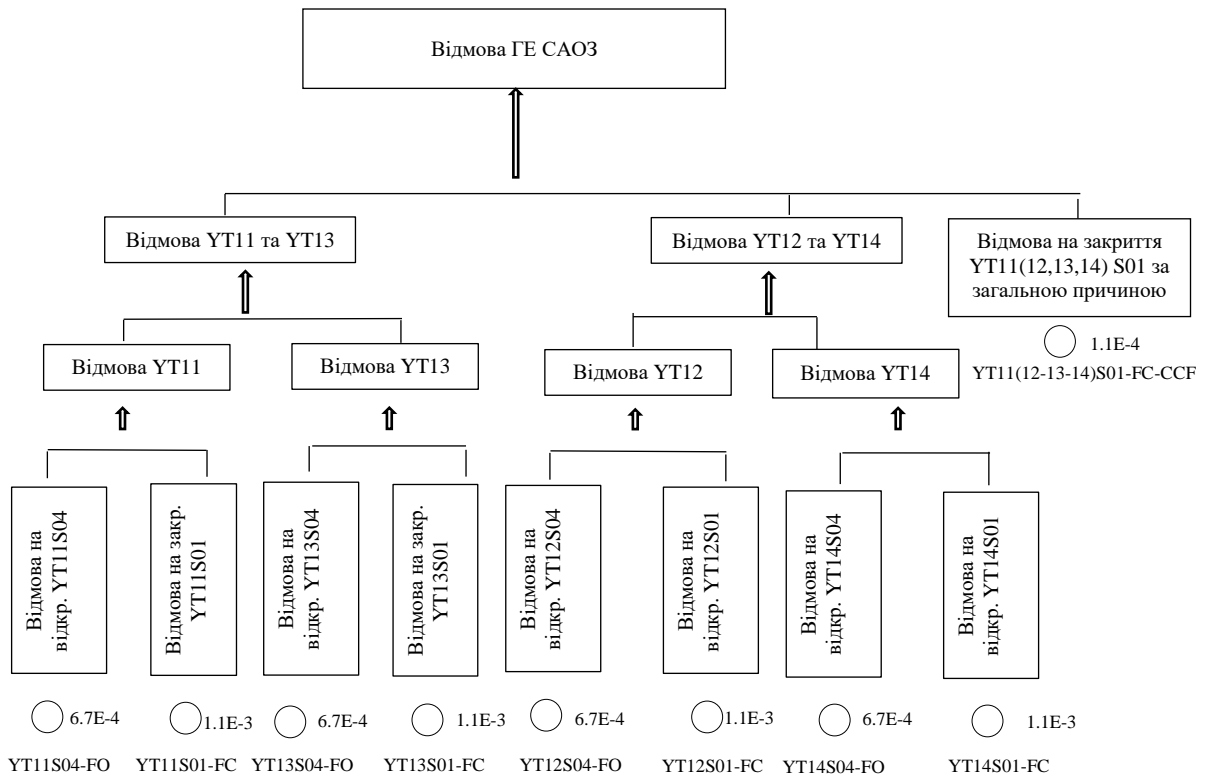 Відмова ГЕ САОЗ
Відмова YT11 та YT13
Відмова YT12 та YT14
Відмова на закриття
YT11(12,13,14) S01 за
загальною причиною
1.1E-4
YT11(12-13-14)S01-FC-CCF
Відмова YT11
Відмова YT13
Відмова YT12
Відмова YT14
Відмова на
відкр. YT11S04
Відмова на закр.
YT11S01
Відмова на
відкр. YT13S04
Відмова на закр.
YT13S01
Відмова на
відкр. YT12S04
Відмова на
відкр. YT12S01
Відмова на
відкр. YT14S04
Відмова на
відкр. YT14S01
6.7E-4
1.1E-3
6.7E-4
1.1E-3
6.7E-4
1.1E-3
6.7E-4
1.1E-3
YT11S04-FO
YT11S01-FC
YT13S04-FO
YT13S01-FC
YT12S04-FO
YT12S01-FC
YT14S04-FO
YT14S01-FC